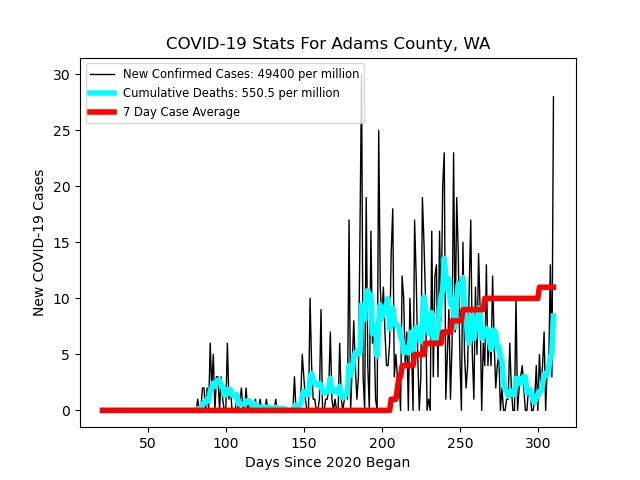 COVID-19 Stats For Adams County, WA
New Confirmed Cases: 49400 per million
Cumulative Deaths: 550.5 per million
7 Day Case Average
New COVID-19 Cases
30
25
20
15
10
5
0
50 100 150 200 250 300
Days Since 2020 Began